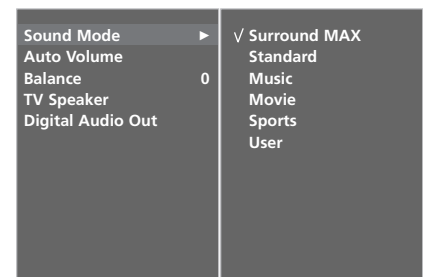 Sound Mode ►
Auto Volume
Balance 0
TV Speaker
Digital Audio Out
√ Surround MAX
Standard
Music
Movie
Sports
User